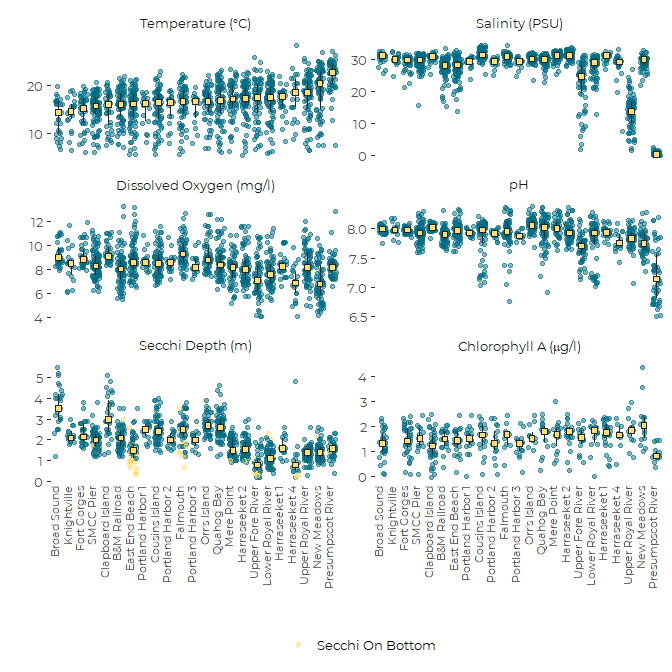 Temperature (°C)
Salinity (PSU)
20
10
30
20
10
0
Dissolved Oxygen (mg/l)
pH
12
10
8
6
4
8.0
7.5
7.0
6.5
Secchi Depth (m)
Chlorophyll A (µg/l)
5
4
3
2
1
0
4
3
2
1
0
Broad Sound
Knightville
Fort Gorges
SMCC Pier
Clapboard Island
B&M Railroad
East End Beach
Portland Harbor 1
Cousins Island
Portland Harbor 2
Falmouth
Portland Harbor 3
Orrs Island
Quahog Bay
Mere Point
Harraseeket 2
Upper Fore River
Lower Royal River
Harraseeket 1
Harraseeket 4
Upper Royal River
New Meadows
Presumpscot River
Broad Sound
Knightville
Fort Gorges
SMCC Pier
Clapboard Island
B&M Railroad
East End Beach
Portland Harbor 1
Cousins Island
Portland Harbor 2
Falmouth
Portland Harbor 3
Orrs Island
Quahog Bay
Mere Point
Harraseeket 2
Upper Fore River
Lower Royal River
Harraseeket 1
Harraseeket 4
Upper Royal River
New Meadows
Presumpscot River
Secchi On Bottom